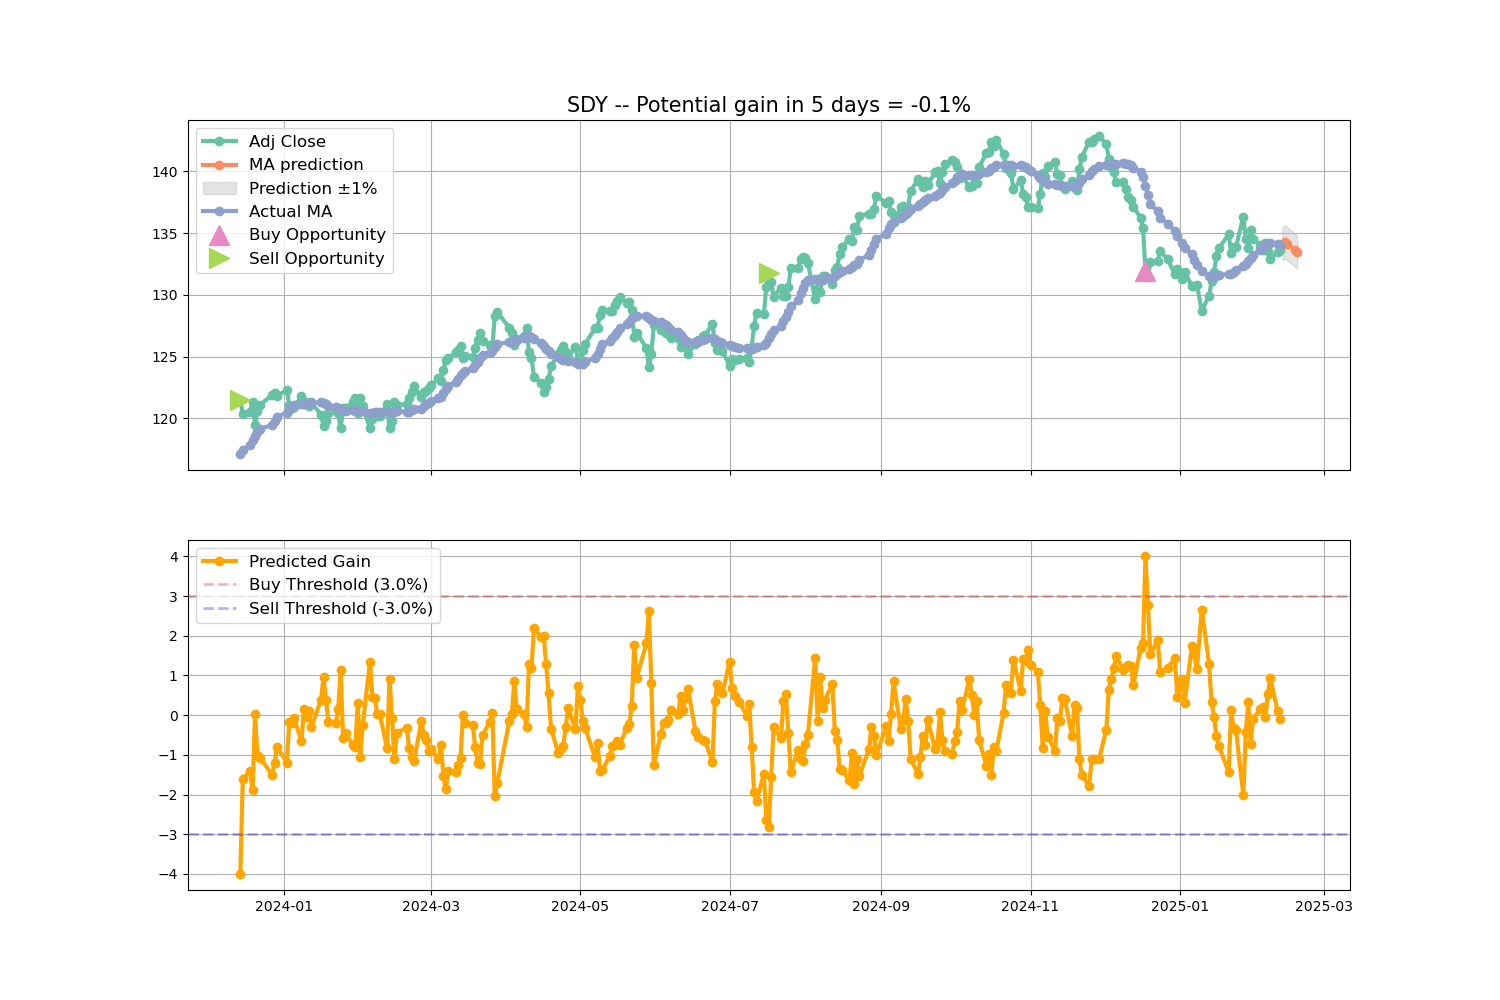 SDY -- Potential gain in 5 days = -0.1%
Adj Close
MA prediction
Prediction ±1%
Actual MA
Buy Opportunity
Sell Opportunity
140
135
130
125
120
Predicted Gain
Buy Threshold (3.0%)
Sell Threshold (-3.0%)
4
3
2
1
0
−1
−2
−3
−4
2024-01
2024-03
2024-05
2024-07
2024-09
2024-11
2025-01
2025-03